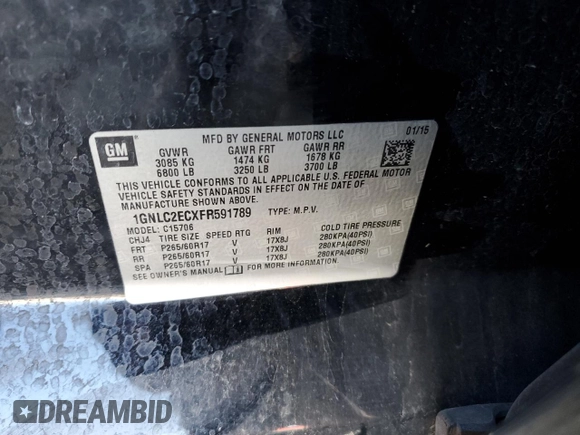 GM
MFD BY GENERAL MOTORS LLC 01/15
GVWR GAWR FRT GAWR RR
3085 KG 1474 KG 1678 KG
6800 LB 3250 LB 3700 LB
THIS VEHICLE CONFORMS TO ALL APPLICABLE U.S. FEDERAL MOTOR
VEHICLE SAFETY STANDARDS IN EFFECT ON THE DATE OF
MANUFACTURE SHOWN ABOVE.
1GNLC2ECXFR591789 TYPE: M.P.V.
MODEL: C15706
CHJ4 TIRE SIZE SPEED RTG RIM COLD TIRE PRESSURE
FRT P265/60R17 V 17X8J 280KPA(40PSI)
RR P265/60R17 V 17X8J 280KPA(40PSI)
SPA P265/60R17 V 17X8J 280KPA(40PSI)
SEE OWNER'S MANUAL FOR MORE INFORMATION.
DREAMBID